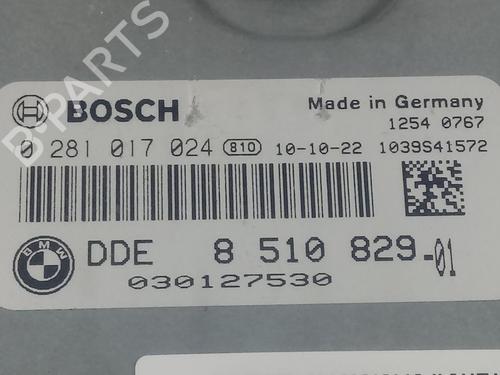 B-PARTS
BOSCH
Made in Germany
1254 0767
0 281 017 024 810 10-10-22 1039S41572
BMW
DDE 8 510 829-01
030127530